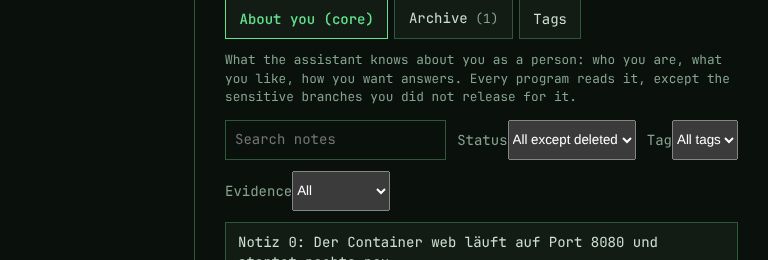 About you (core) Archive (1) Tags
What the assistant knows about you as a person: who you are, what
you like, how you want answers. Every program reads it, except the
sensitive branches you did not release for it.
Search notes Status All except deleted Tag All tags
Evidence All
Notiz 0: Der Container web läuft auf Port 8080 und